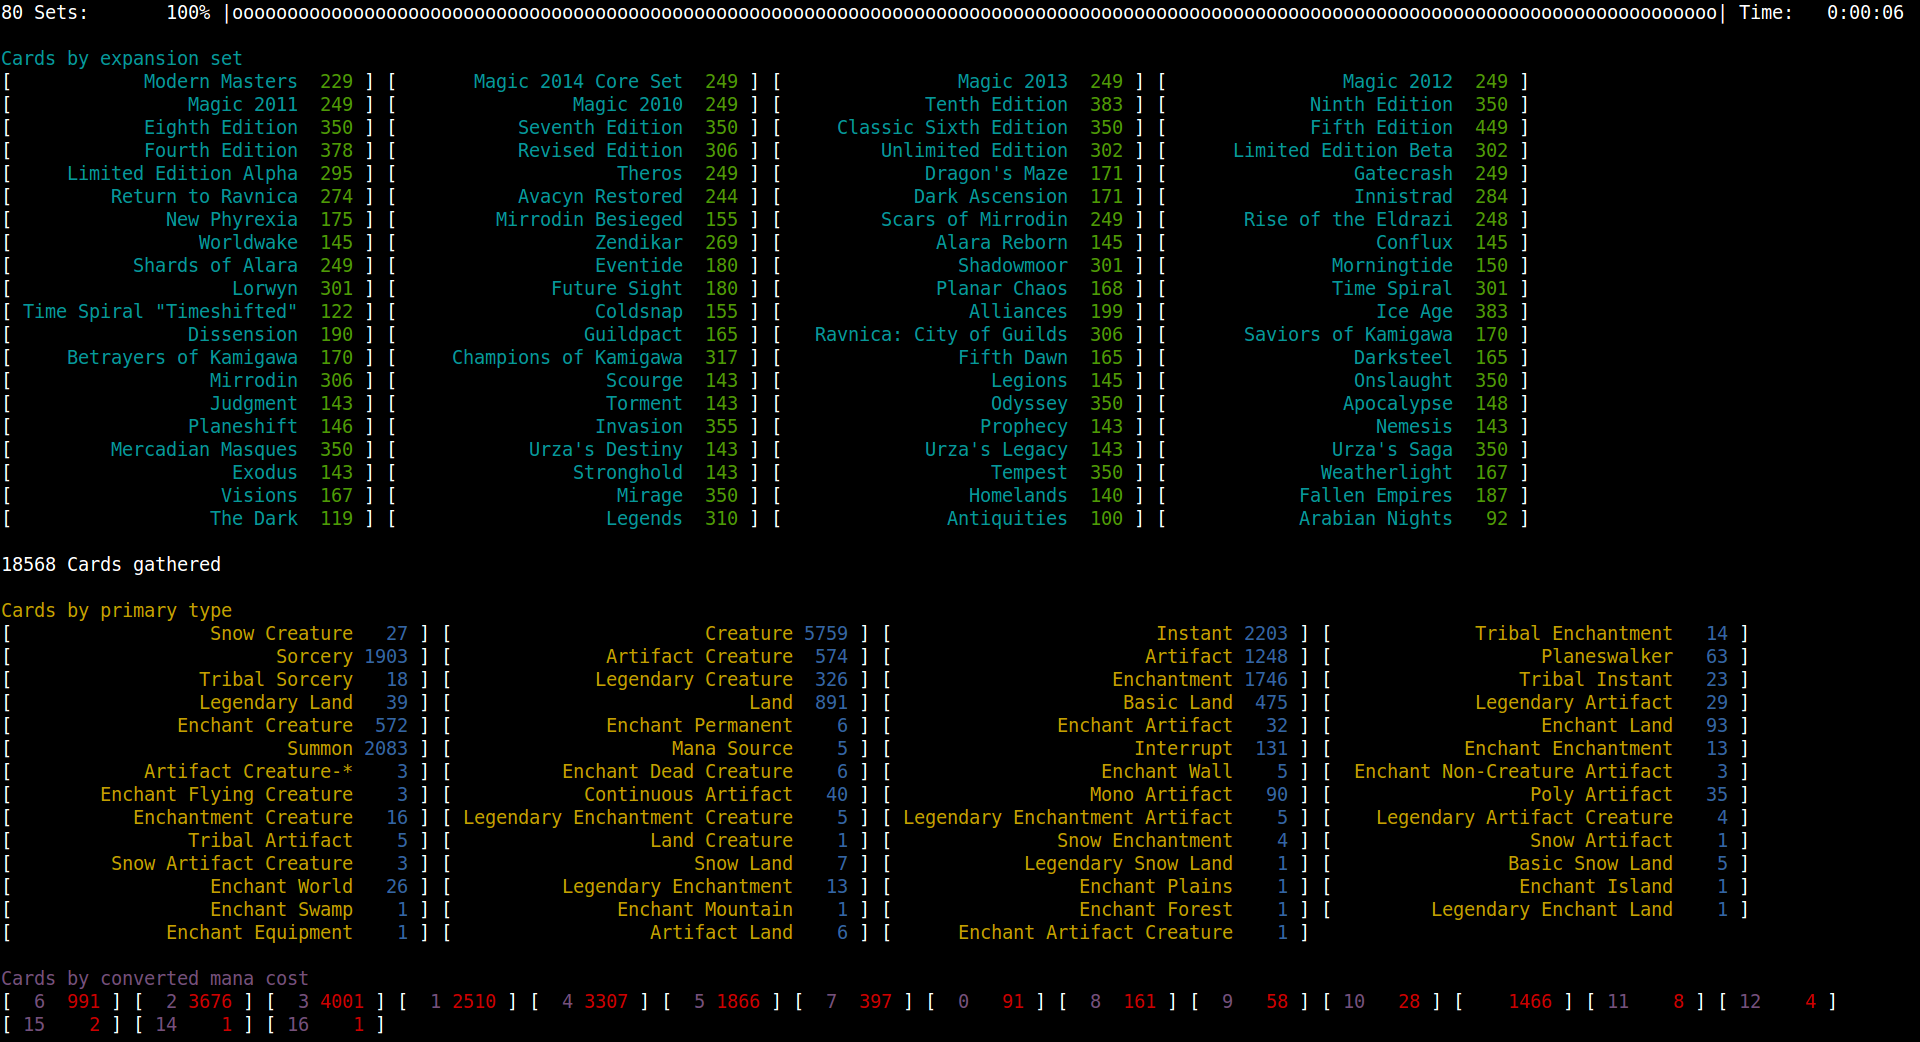 80 Sets:       100% |ooooooooooooooooooooooooooooooooooooooooooooooooooooooooooooooooooooooooooooooooooooooooooooooooooooooooooooooooooooooooooooooooooooooo| Time:   0:00:06
Cards by expansion set
[            Modern Masters  229 ] [       Magic 2014 Core Set  249 ] [                Magic 2013  249 ] [                Magic 2012  249 ]
[                Magic 2011  249 ] [                Magic 2010  249 ] [             Tenth Edition  383 ] [             Ninth Edition  350 ]
[            Eighth Edition  350 ] [           Seventh Edition  350 ] [     Classic Sixth Edition  350 ] [             Fifth Edition  449 ]
[            Fourth Edition  378 ] [           Revised Edition  306 ] [         Unlimited Edition  302 ] [      Limited Edition Beta  302 ]
[     Limited Edition Alpha  295 ] [                    Theros  249 ] [             Dragon's Maze  171 ] [                 Gatecrash  249 ]
[         Return to Ravnica  274 ] [           Avacyn Restored  244 ] [            Dark Ascension  171 ] [                 Innistrad  284 ]
[             New Phyrexia  175 ] [         Mirrodin Besieged  155 ] [         Scars of Mirrodin  249 ] [       Rise of the Eldrazi  248 ]
[                 Worldwake  145 ] [                  Zendikar  269 ] [              Alara Reborn  145 ] [                   Conflux  145 ]
[           Shards of Alara  249 ] [                  Eventide  180 ] [                Shadowmoor  301 ] [               Morningtide  150 ]
[                    Lorwyn  301 ] [              Future Sight  180 ] [              Planar Chaos  168 ] [               Time Spiral  301 ]
[ Time Spiral "Timeshifted"  122 ] [                  Coldsnap  155 ] [                 Alliances  199 ] [                   Ice Age  383 ]
[                Dissension  190 ] [                 Guildpact  165 ] [   Ravnica: City of Guilds  306 ] [       Saviors of Kamigawa  170 ]
[     Betrayers of Kamigawa  170 ] [     Champions of Kamigawa  317 ] [                Fifth Dawn  165 ] [                 Darksteel  165 ]
[                  Mirrodin  306 ] [                   Scourge  143 ] [                   Legions  145 ] [                 Onslaught  350 ]
[                  Judgment  143 ] [                   Torment  143 ] [                   Odyssey  350 ] [                Apocalypse  148 ]
[                Planeshift  146 ] [                  Invasion  355 ] [                  Prophecy  143 ] [                   Nemesis  143 ]
[         Mercadian Masques  350 ] [            Urza's Destiny  143 ] [             Urza's Legacy  143 ] [               Urza's Saga  350 ]
[                    Exodus  143 ] [                Stronghold  143 ] [                   Tempest  350 ] [              Weatherlight  167 ]
[                   Visions  167 ] [                    Mirage  350 ] [                 Homelands  140 ] [            Fallen Empires  187 ]
[                  The Dark  119 ] [                   Legends  310 ] [               Antiquities  100 ] [            Arabian Nights   92 ]
18568 Cards gathered
Cards by primary type
[                  Snow Creature   27 ] [                       Creature 5759 ] [                        Instant 2203 ] [             Tribal Enchantment   14 ]
[                        Sorcery 1903 ] [              Artifact Creature  574 ] [                       Artifact 1248 ] [                   Planeswalker   63 ]
[                 Tribal Sorcery   18 ] [             Legendary Creature  326 ] [                    Enchantment 1746 ] [                 Tribal Instant   23 ]
[                 Legendary Land   39 ] [                           Land  891 ] [                     Basic Land  475 ] [             Legendary Artifact   29 ]
[               Enchant Creature  572 ] [              Enchant Permanent    6 ] [               Enchant Artifact   32 ] [                   Enchant Land   93 ]
[                         Summon 2083 ] [                    Mana Source    5 ] [                      Interrupt  131 ] [            Enchant Enchantment   13 ]
[            Artifact Creature-*    3 ] [          Enchant Dead Creature    6 ] [                   Enchant Wall    5 ] [  Enchant Non-Creature Artifact    3 ]
[        Enchant Flying Creature    3 ] [            Continuous Artifact   40 ] [                  Mono Artifact   90 ] [                  Poly Artifact   35 ]
[           Enchantment Creature   16 ] [ Legendary Enchantment Creature    5 ] [ Legendary Enchantment Artifact    5 ] [    Legendary Artifact Creature    4 ]
[                Tribal Artifact    5 ] [                  Land Creature    1 ] [               Snow Enchantment    4 ] [                  Snow Artifact    1 ]
[         Snow Artifact Creature    3 ] [                      Snow Land    7 ] [            Legendary Snow Land    1 ] [                Basic Snow Land    5 ]
[                  Enchant World   26 ] [          Legendary Enchantment   13 ] [                 Enchant Plains    1 ] [                 Enchant Island    1 ]
[                  Enchant Swamp    1 ] [               Enchant Mountain    1 ] [                 Enchant Forest    1 ] [         Legendary Enchant Land    1 ]
[              Enchant Equipment    1 ] [                  Artifact Land    6 ] [      Enchant Artifact Creature    1 ]
Cards by converted mana cost
[  6  991 ] [  2 3676 ] [  3 4001 ] [  1 2510 ] [  4 3307 ] [  5 1866 ] [  7  397 ] [  0   91 ] [  8  161 ] [  9   58 ] [ 10   28 ] [    1466 ] [ 11    8 ] [ 12    4 ]
[ 15    2 ] [ 14    1 ] [ 16    1 ]